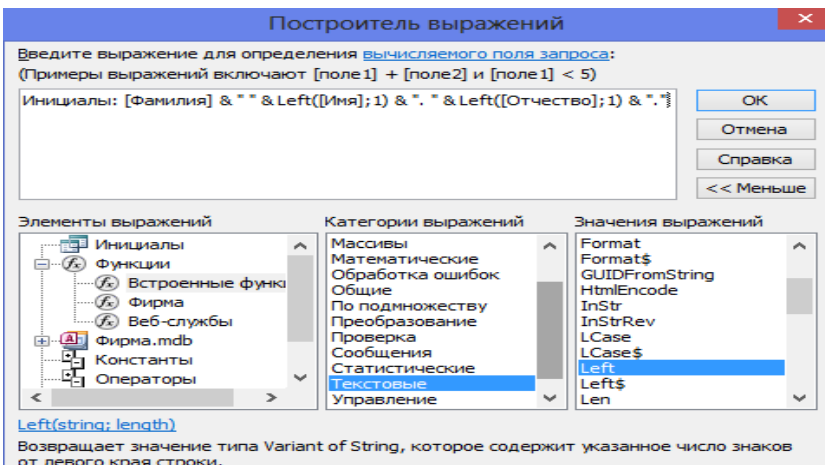 Построитель выражений
Введите выражение для определения вычисляемого поля запроса:
(Примеры выражений включают [поле1] + [поле2] и [поле1] < 5)
Инициалы: [Фамилия] & " " & Left([Имя];1) & ". " & Left([Отчество];1) & "."
ОК
Отмена
Справка
<< Меньше
Элементы выражений
Инициалы
Функции
Встроенные функц
Фирма
Веб-службы
Фирма.mdb
Константы
Операторы
Категории выражений
Массивы
Математические
Обработка ошибок
Общие
По подмножеству
Преобразование
Проверка
Сообщения
Статистические
Текстовые
Управление
Значения выражений
Format
Format$
GUIDFromString
HtmlEncode
InStr
InStrRev
LCase
LCase$
Left
Left$
Len
Left(string; length)
Возвращает значение типа Variant of String, которое содержит указанное число знаков
от левого края строки.